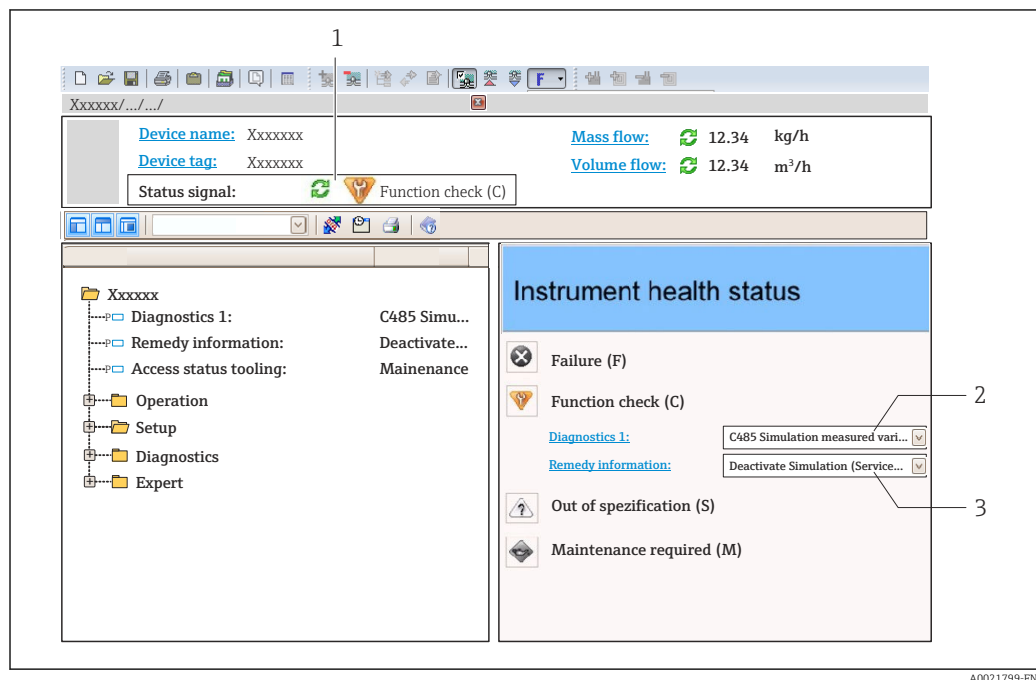 1
F
Xxxxxx/.../.../
Device name: Xxxxxxx
Mass flow: 12.34 kg/h
Device tag: Xxxxxxx
Volume flow: 12.34 m³/h
Status signal: Function check (C)
Xxxxxx
Diagnostics 1: C485 Simu...
Remedy information: Deactivate...
Access status tooling: Mainenance
Operation
Setup
Diagnostics
Expert
Instrument health status
Failure (F)
Function check (C)
2
Diagnostics 1: C485 Simulation measured vari...
Remedy information: Deactivate Simulation (Service...
Out of spezification (S)
3
Maintenance required (M)
A0021799-EN